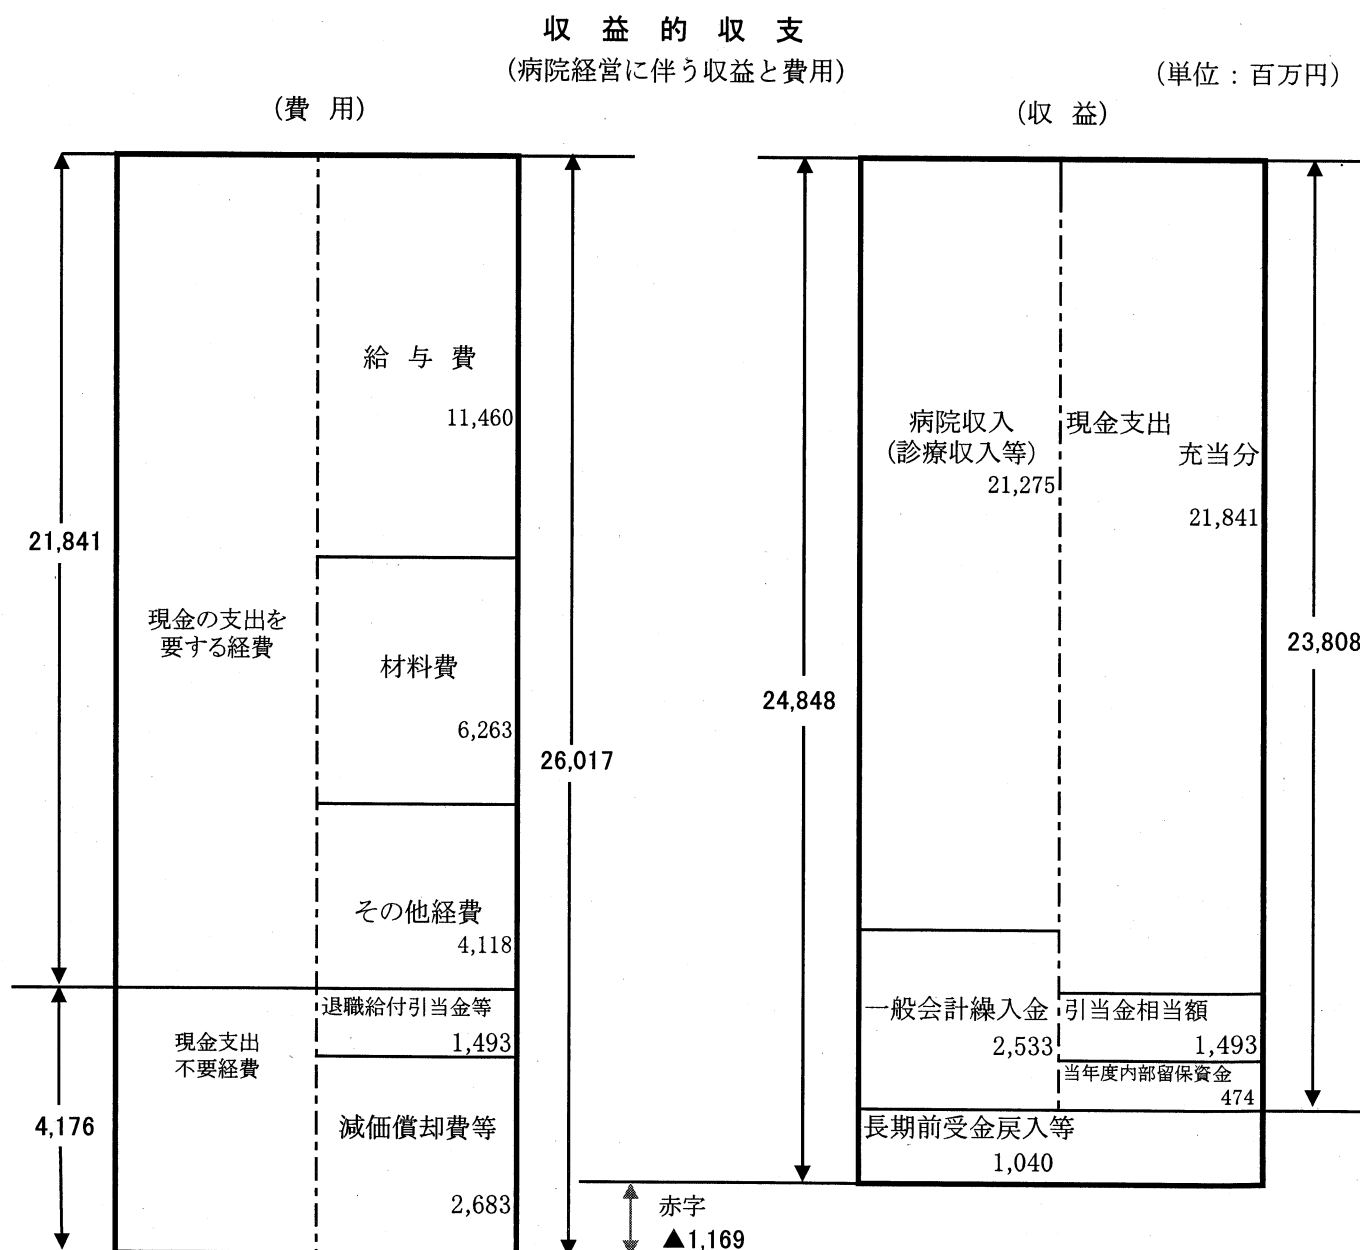 収益的収支
（病院経営に伴う収益と費用）
（単位：百万円）
（費用）
（収益）
給与費
11,460
病院収入
（診療収入等）
21,275
現金支出
充当分
21,841
21,841
現金の支出を
要する経費
材料費
6,263
26,017
24,848
23,808
その他経費
4,118
退職給付引当金等
1,493
現金支出
不要経費
4,176
減価償却費等
2,683
一般会計繰入金
2,533
引当金相当額
1,493
当年度内部留保資金
474
長期前受金戻入等
1,040
赤字
▲1,169